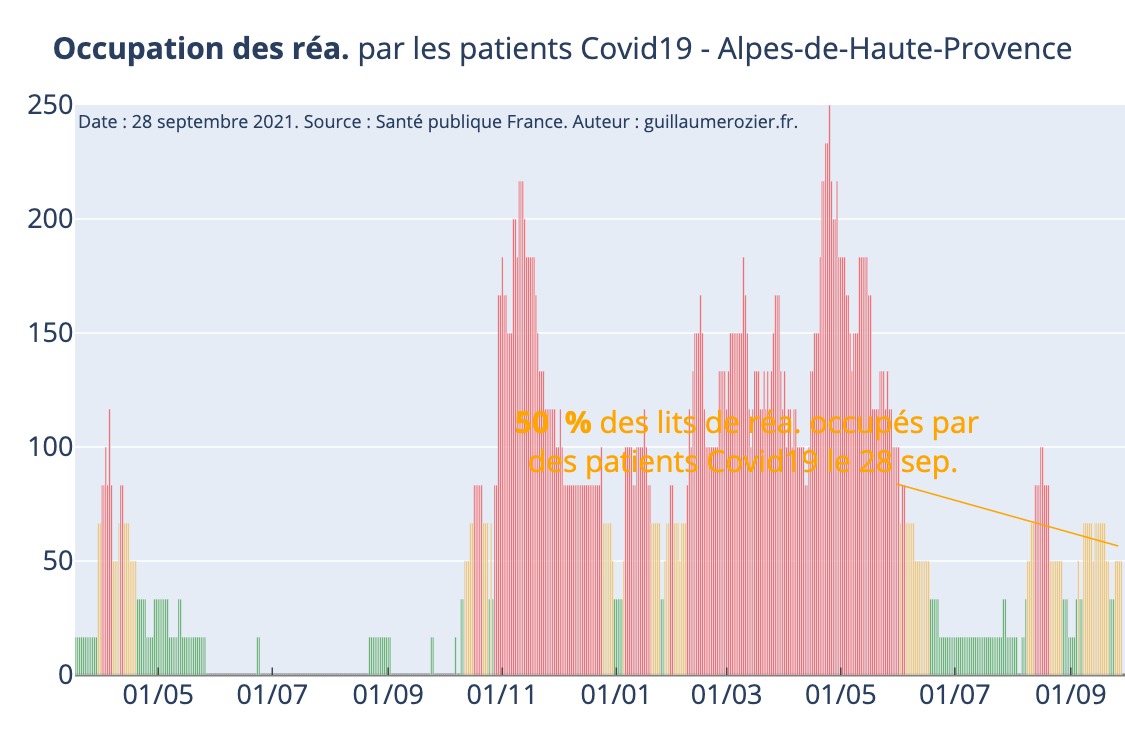 Occupation des réa. par les patients Covid19 - Alpes-de-Haute-Provence
250
Date : 28 septembre 2021. Source : Santé publique France. Auteur : guillaumerozier.fr.
200
150
50 % des lits de réa. occupés par
100
des patients Covid19 le 28 sep.
50
0
01/05 01/07 01/09 01/11 01/01 01/03 01/05 01/07 01/09